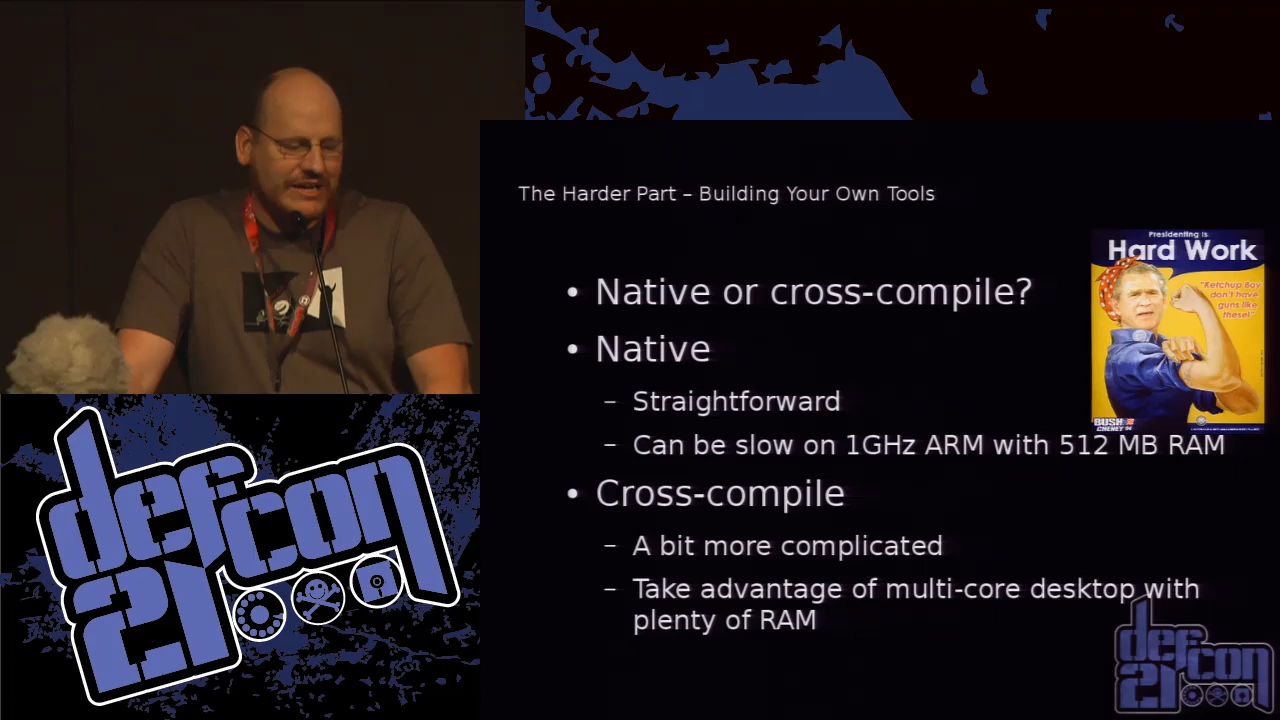 The Harder Part – Building Your Own Tools
Presidenting is
Hard Work
"Ketchup Boy
don't have
guns like
these!"
BUSH
CHENEY
• Native or cross-compile?
• Native
– Straightforward
– Can be slow on 1GHz ARM with 512 MB RAM
• Cross-compile
– A bit more complicated
– Take advantage of multi-core desktop with
plenty of RAM
defcon
21
defcon
21